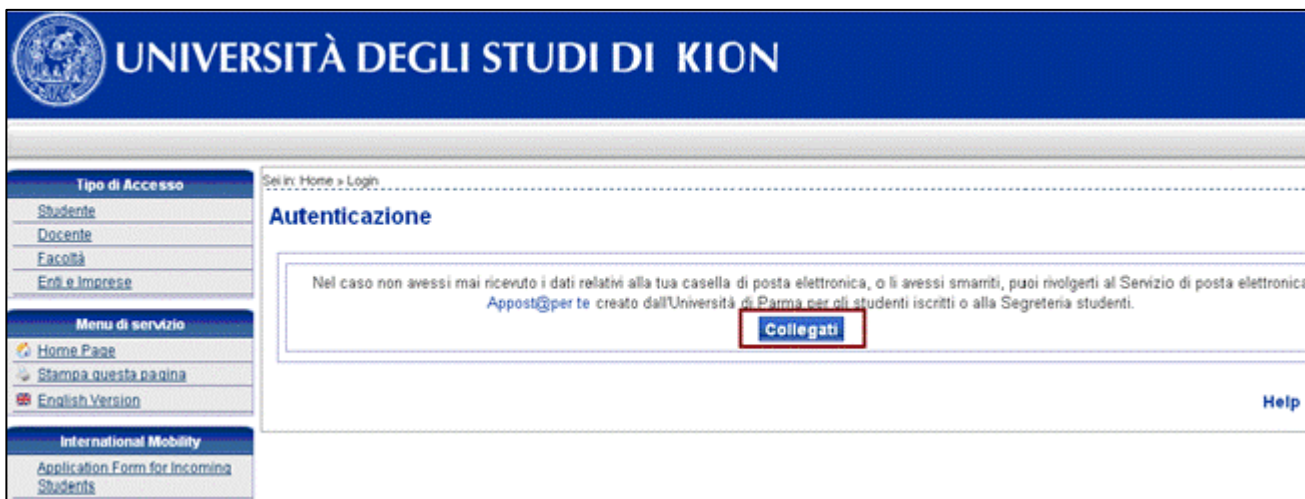 UNIVERSITÀ DEGLI STUDI DI KION
Tipo di Accesso
Studente
Docente
Facoltà
Enti e Imprese
Menu di servizio
Home Page
Stampa questa pagina
English Version
International Mobility
Application Form for Incoming
Students
Sei in: Home » Login
Autenticazione
Nel caso non avessi mai ricevuto i dati relativi alla tua casella di posta elettronica, o li avessi smarriti, puoi rivolgerti al Servizio di posta elettronica
Appost@per te creato dall'Università di Parma per gli studenti iscritti o alla Segreteria studenti.
Collegati
Help